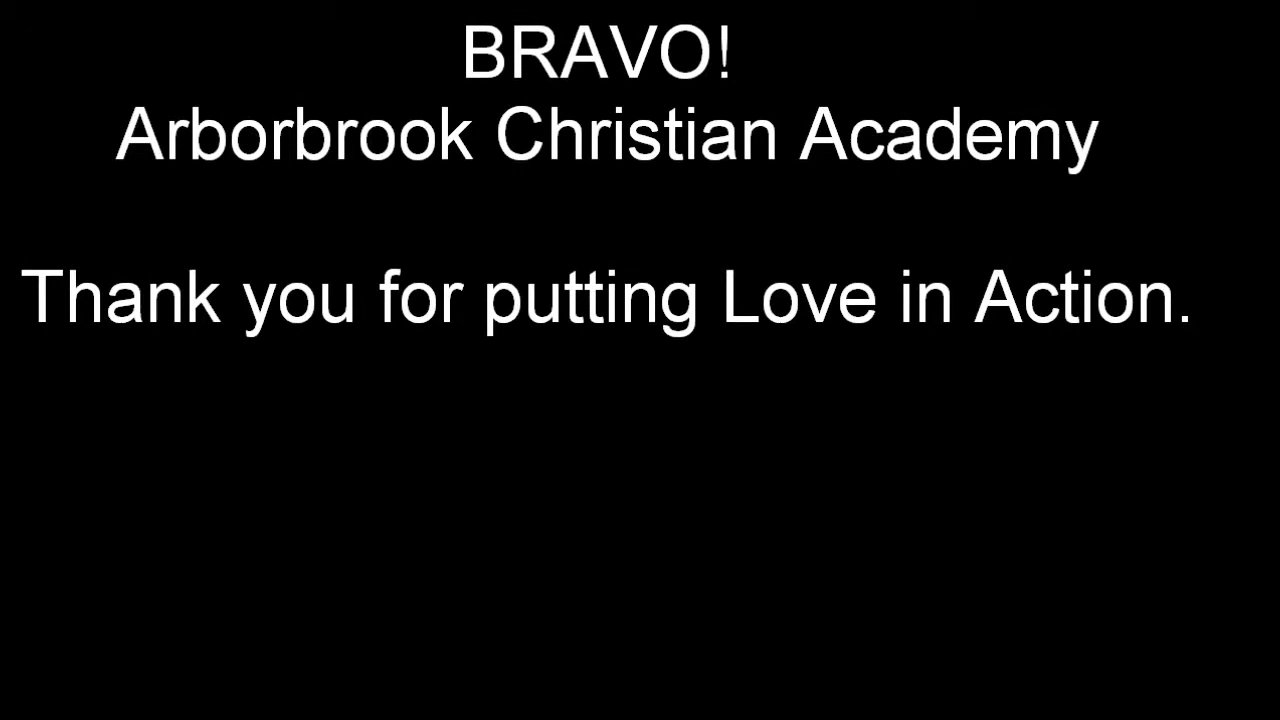 BRAVO!
Arborbrook Christian Academy
Thank you for putting Love in Action.